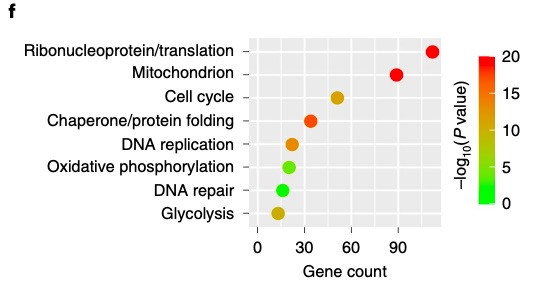 f
Ribonucleoprotein/translation
Mitochondrion
Cell cycle
Chaperone/protein folding
DNA replication
Oxidative phosphorylation
DNA repair
Glycolysis
0 30 60 90
Gene count
–log10(P value)
20
15
10
5
0